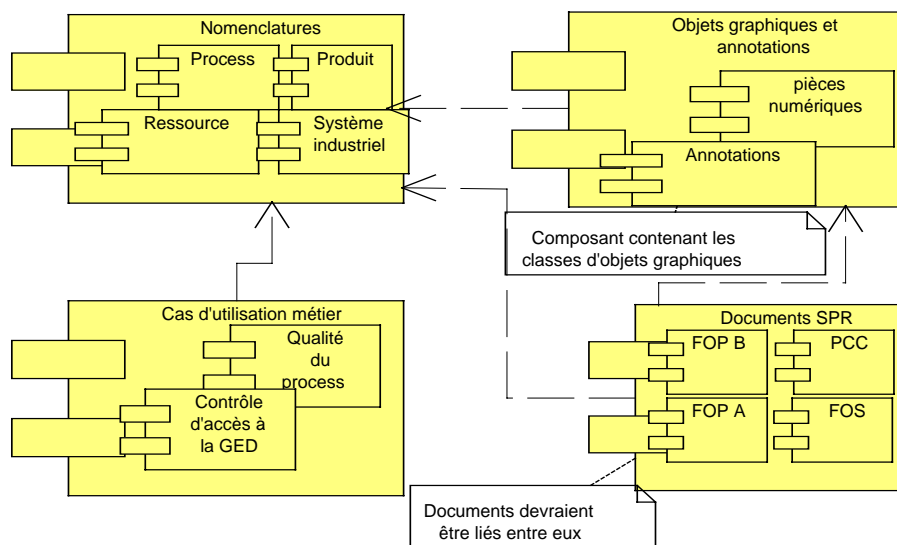 Nomenclatures
Process
Produit
Ressource
Système
industriel
Objets graphiques et
annotations
pièces
numériques
Annotations
Composant contenant les
classes d'objets graphiques
Cas d'utilisation métier
Qualité
du
process
Contrôle
d'accès à
la GED
Documents SPR
FOP B
PCC
FOP A
FOS
Documents devraient
être liés entre eux